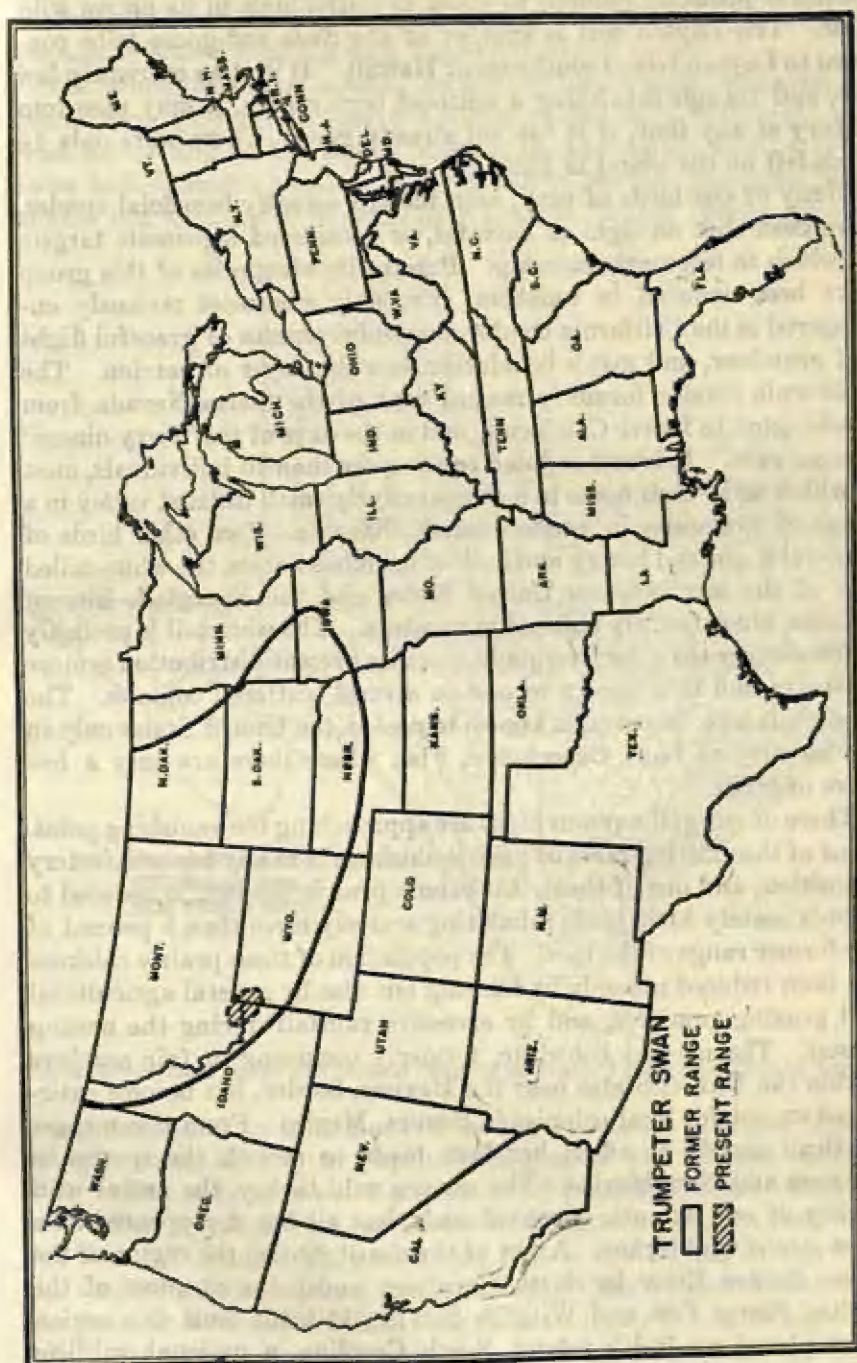 WASH.
MONT.
N.DAK.
MINN
WIS.
MICH.
N.Y.
VT.
N.H.
ME.
MASS.
R.I.
CONN
OREG.
IDAHO
WYO.
S.DAK.
IOWA
NEBR.
ILL.
IND.
OHIO
PENN.
N.J.
DEL.
MD.
W.VA
VA.
CAL
NEV.
UTAH
COLO
KANS.
MO.
KY.
TENN
N.C.
S.C.
ARIZ.
N.M.
OKLA.
ARK.
TEX.
LA
MISS.
ALA.
GA.
FLA.
TRUMPETER SWAN
FORMER RANGE
PRESENT RANGE